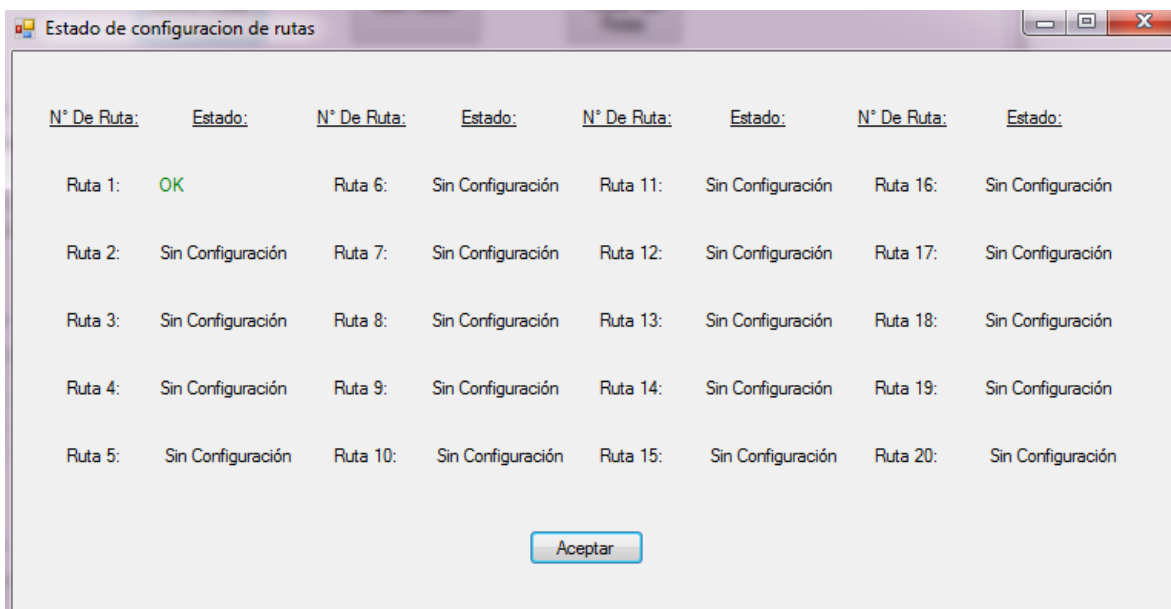 Estado de configuracion de rutas
N° De Ruta: Estado: N° De Ruta: Estado: N° De Ruta: Estado: N° De Ruta: Estado:
Ruta 1: OK Ruta 6: Sin Configuración Ruta 11: Sin Configuración Ruta 16: Sin Configuración
Ruta 2: Sin Configuración Ruta 7: Sin Configuración Ruta 12: Sin Configuración Ruta 17: Sin Configuración
Ruta 3: Sin Configuración Ruta 8: Sin Configuración Ruta 13: Sin Configuración Ruta 18: Sin Configuración
Ruta 4: Sin Configuración Ruta 9: Sin Configuración Ruta 14: Sin Configuración Ruta 19: Sin Configuración
Ruta 5: Sin Configuración Ruta 10: Sin Configuración Ruta 15: Sin Configuración Ruta 20: Sin Configuración
Aceptar